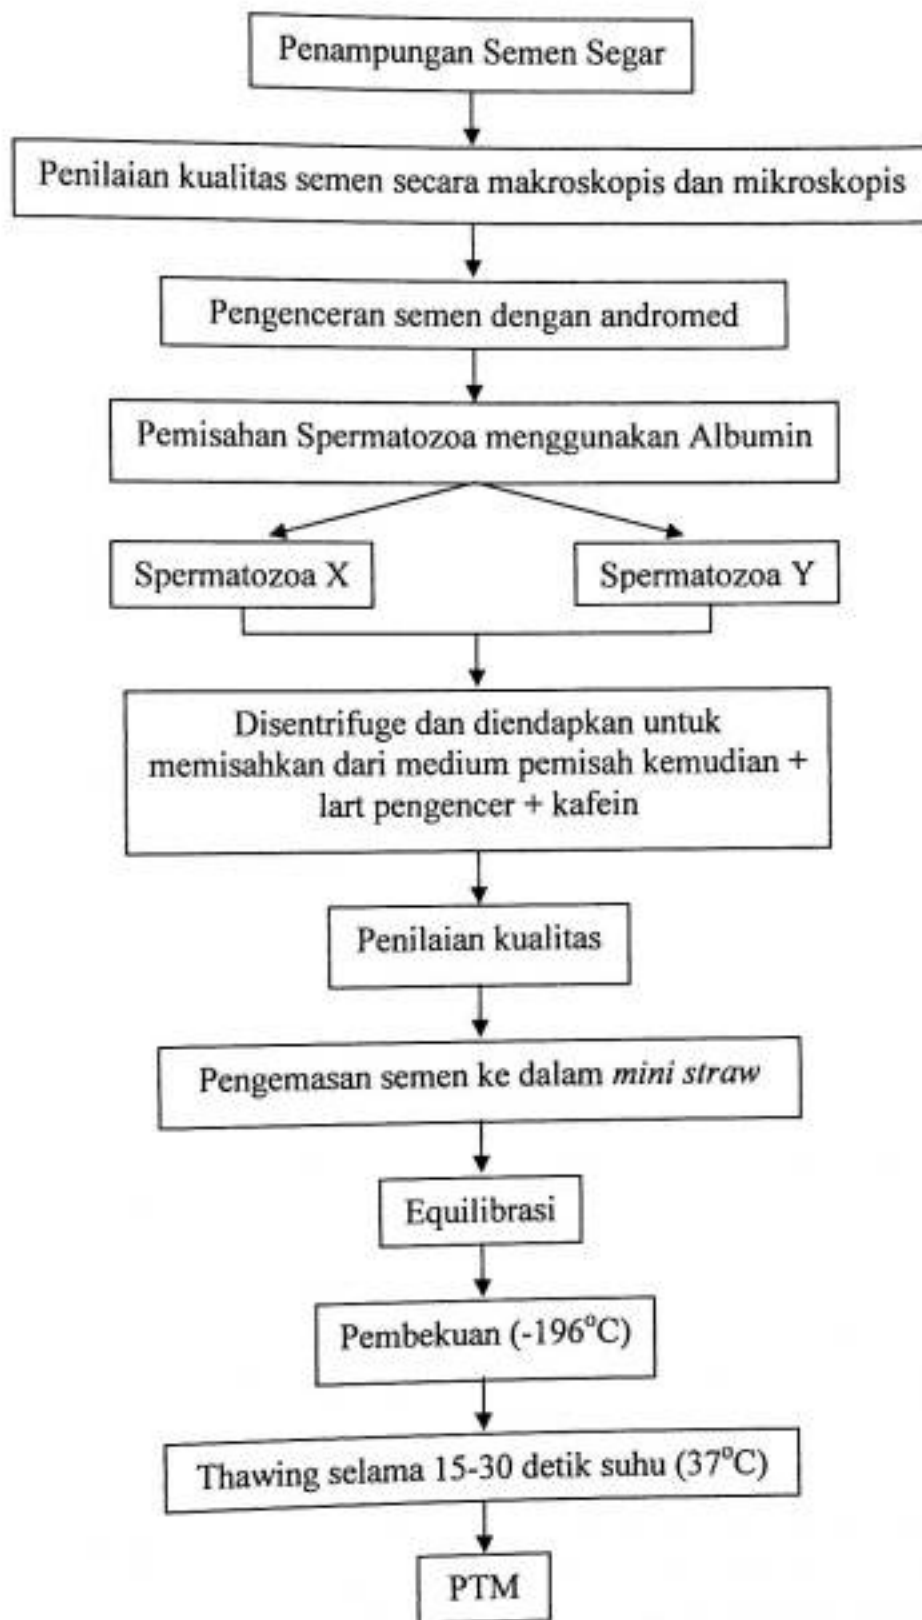 Penampungan Semen Segar
Penilaian kualitas semen secara makroskopis dan mikroskopis
Pengenceran semen dengan andromed
Pemisahan Spermatozoa menggunakan Albumin
Spermatozoa X
Spermatozoa Y
Disentrifuge dan diendapkan untuk
memisahkan dari medium pemisah kemudian +
lart pengencer + kafein
Penilaian kualitas
Pengemasan semen ke dalam mini straw
Equilibrasi
Pembekuan (-196°C)
Thawing selama 15-30 detik suhu (37°C)
PTM